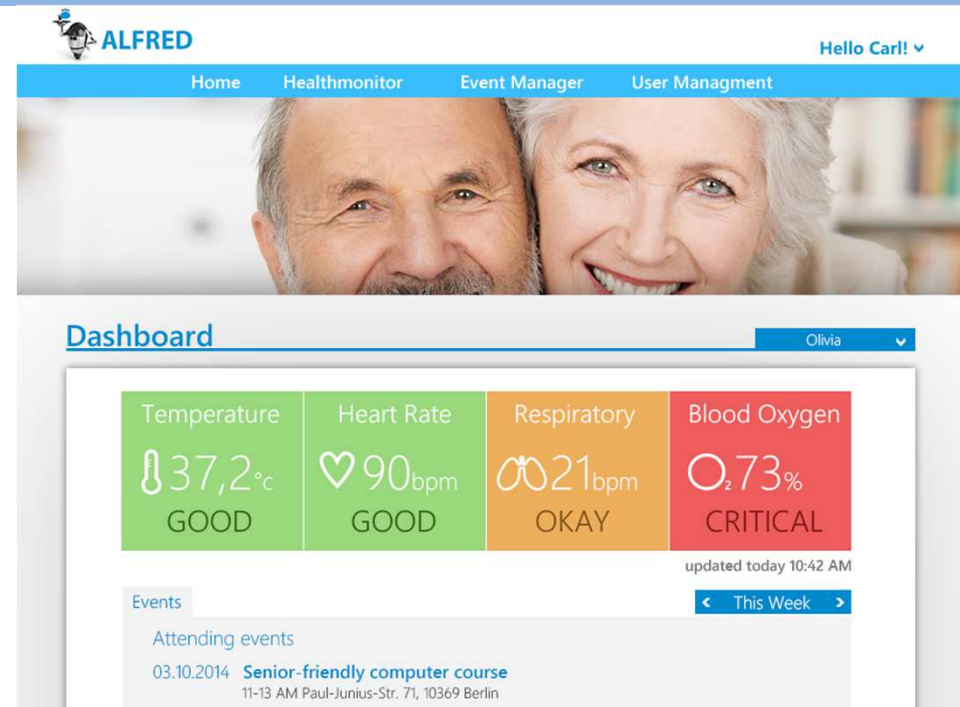 ALFRED
Hello Carl!
Home Healthmonitor Event Manager User Managment
Dashboard
Olivia
Temperature Heart Rate Respiratory Blood Oxygen
37,2°C 90bpm 21bpm O2 73%
GOOD GOOD OKAY CRITICAL
updated today 10:42 AM
Events
< This Week >
Attending events
03.10.2014 Senior-friendly computer course
11-13 AM Paul-Junius-Str. 71, 10369 Berlin